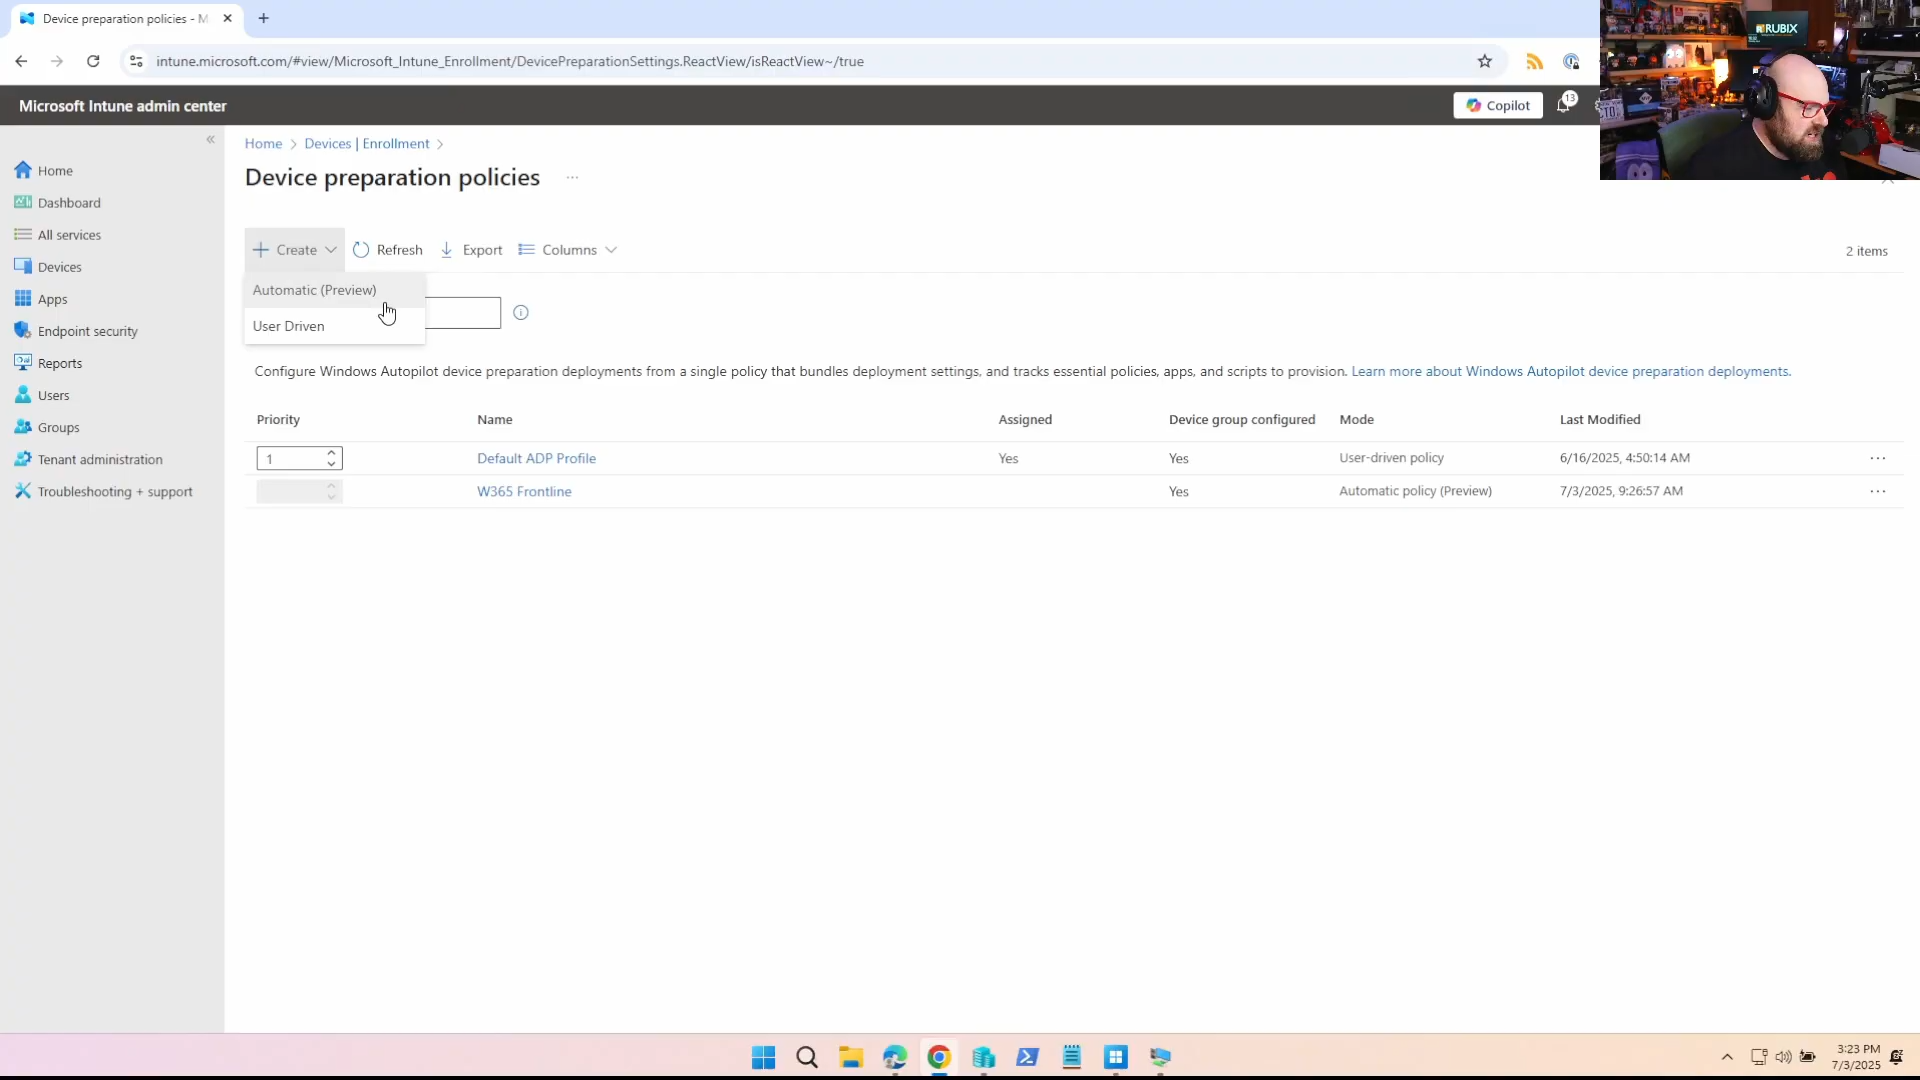 Device preparation policies - M
intune.microsoft.com/#view/Microsoft_Intune_Enrollment/DevicePreparationSettings.ReactView/isReactView~/true
Microsoft Intune admin center
Copilot
13
RUBIX
Home
Dashboard
All services
Devices
Apps
Endpoint security
Reports
Users
Groups
Tenant administration
Troubleshooting + support
Home > Devices | Enrollment >
Device preparation policies ...
Create Refresh Export Columns
2 items
Automatic (Preview)
User Driven
Configure Windows Autopilot device preparation deployments from a single policy that bundles deployment settings, and tracks essential policies, apps, and scripts to provision. Learn more about Windows Autopilot device preparation deployments.
Priority Name Assigned Device group configured Mode Last Modified
1 Default ADP Profile Yes Yes User-driven policy 6/16/2025, 4:50:14 AM ...
W365 Frontline Yes Automatic policy (Preview) 7/3/2025, 9:26:57 AM ...
3:23 PM
7/3/2025